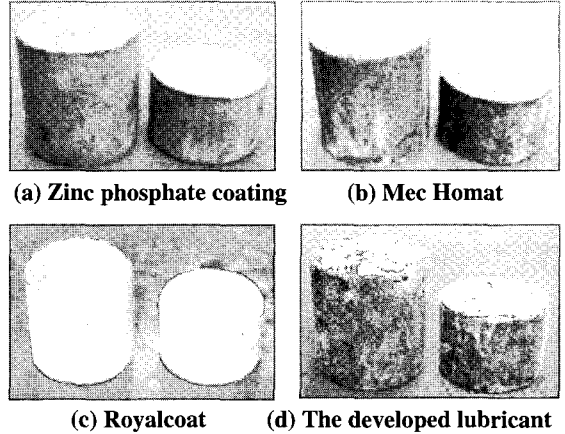 (a) Zinc phosphate coating
(b) Mec Homat
(c) Royalcoat
(d) The developed lubricant